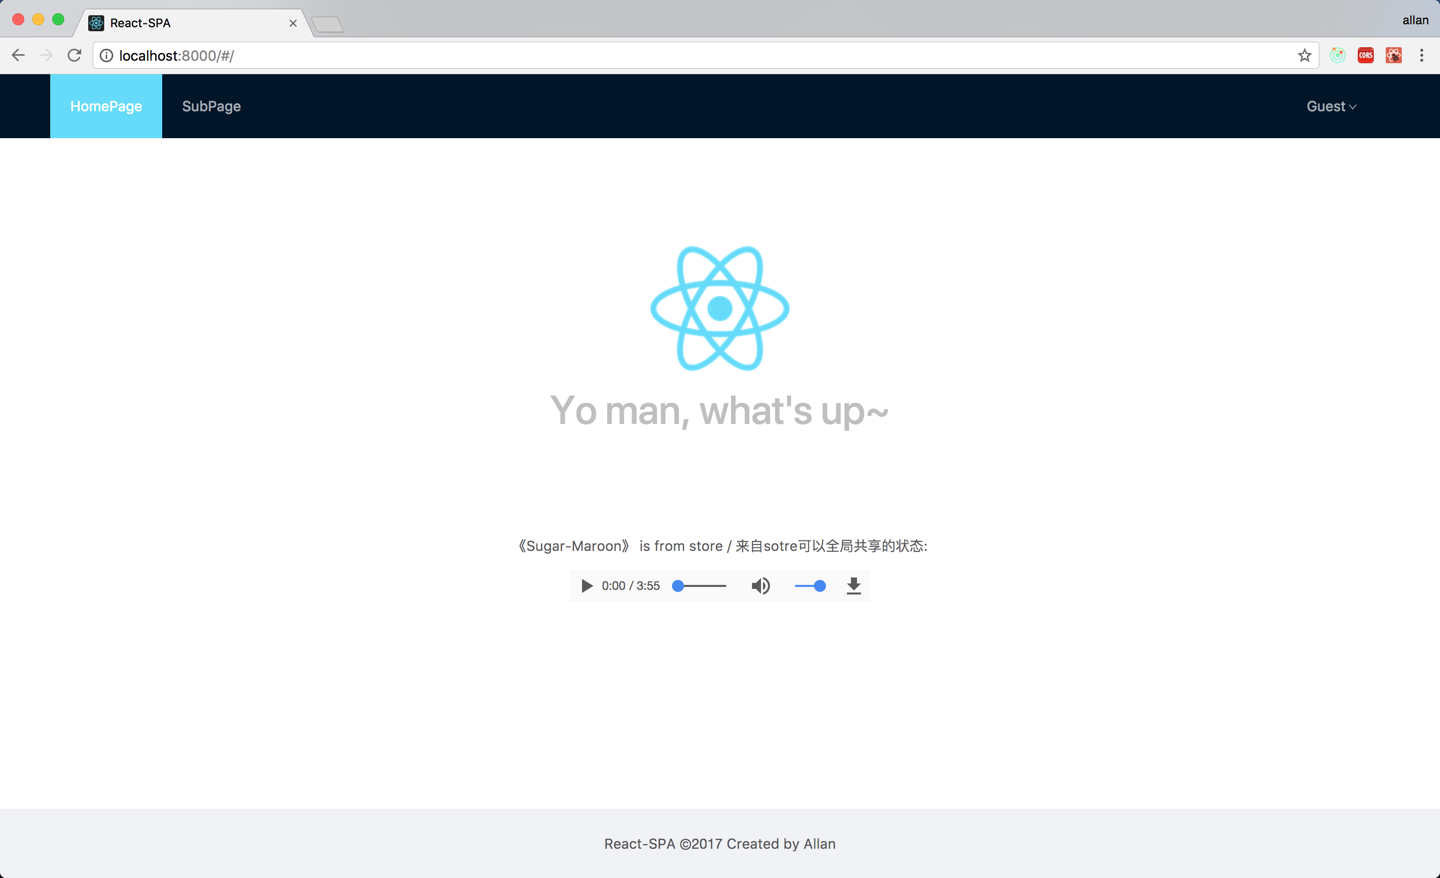 React-SPA
allan
localhost:8000/#/
CORS
HomePage
SubPage
Guest
Yo man, what's up~
《Sugar-Maroon》 is from store / 来自sotre可以全局共享的状态:
0:00 / 3:55
React-SPA ©2017 Created by Allan